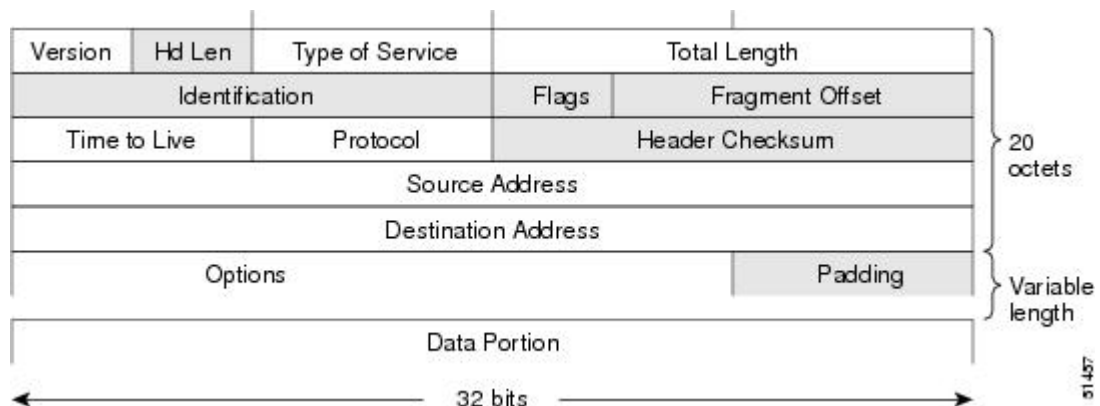 Version Hd Len Type of Service Total Length
Identification Flags Fragment Offset
Time to Live Protocol Header Checksum
20
octets
Source Address
Destination Address
Options Padding
Variable
length
Data Portion
32 bits
51457